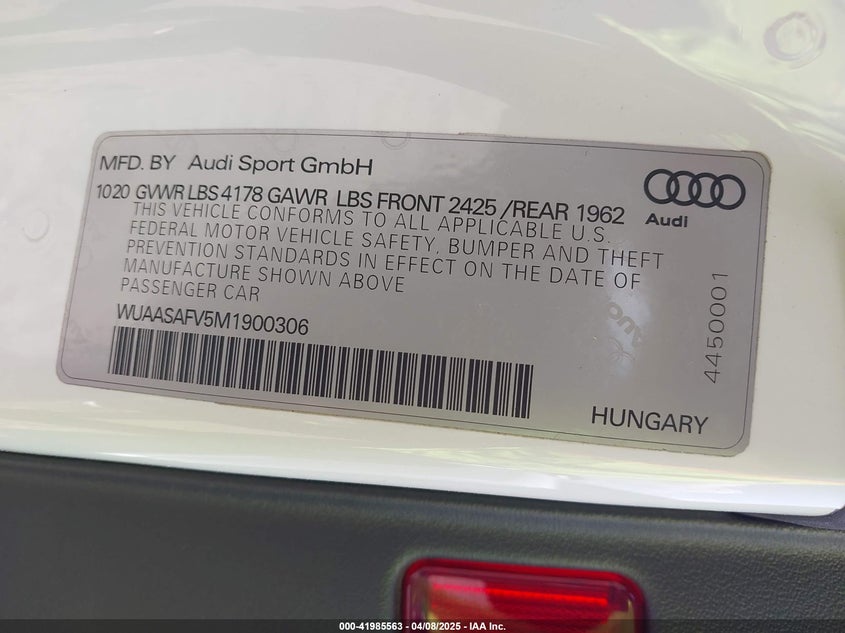 MFD. BY Audi Sport GmbH
1020 GVWR LBS 4178 GAWR LBS FRONT 2425 /REAR 1962
Audi
THIS VEHICLE CONFORMS TO ALL APPLICABLE U.S.
FEDERAL MOTOR VEHICLE SAFETY, BUMPER AND THEFT
PREVENTION STANDARDS IN EFFECT ON THE DATE OF
MANUFACTURE SHOWN ABOVE
PASSENGER CAR
WUAASAFV5M1900306
4450001
HUNGARY
000-41985563 - 04/08/2025 - IAA Inc.